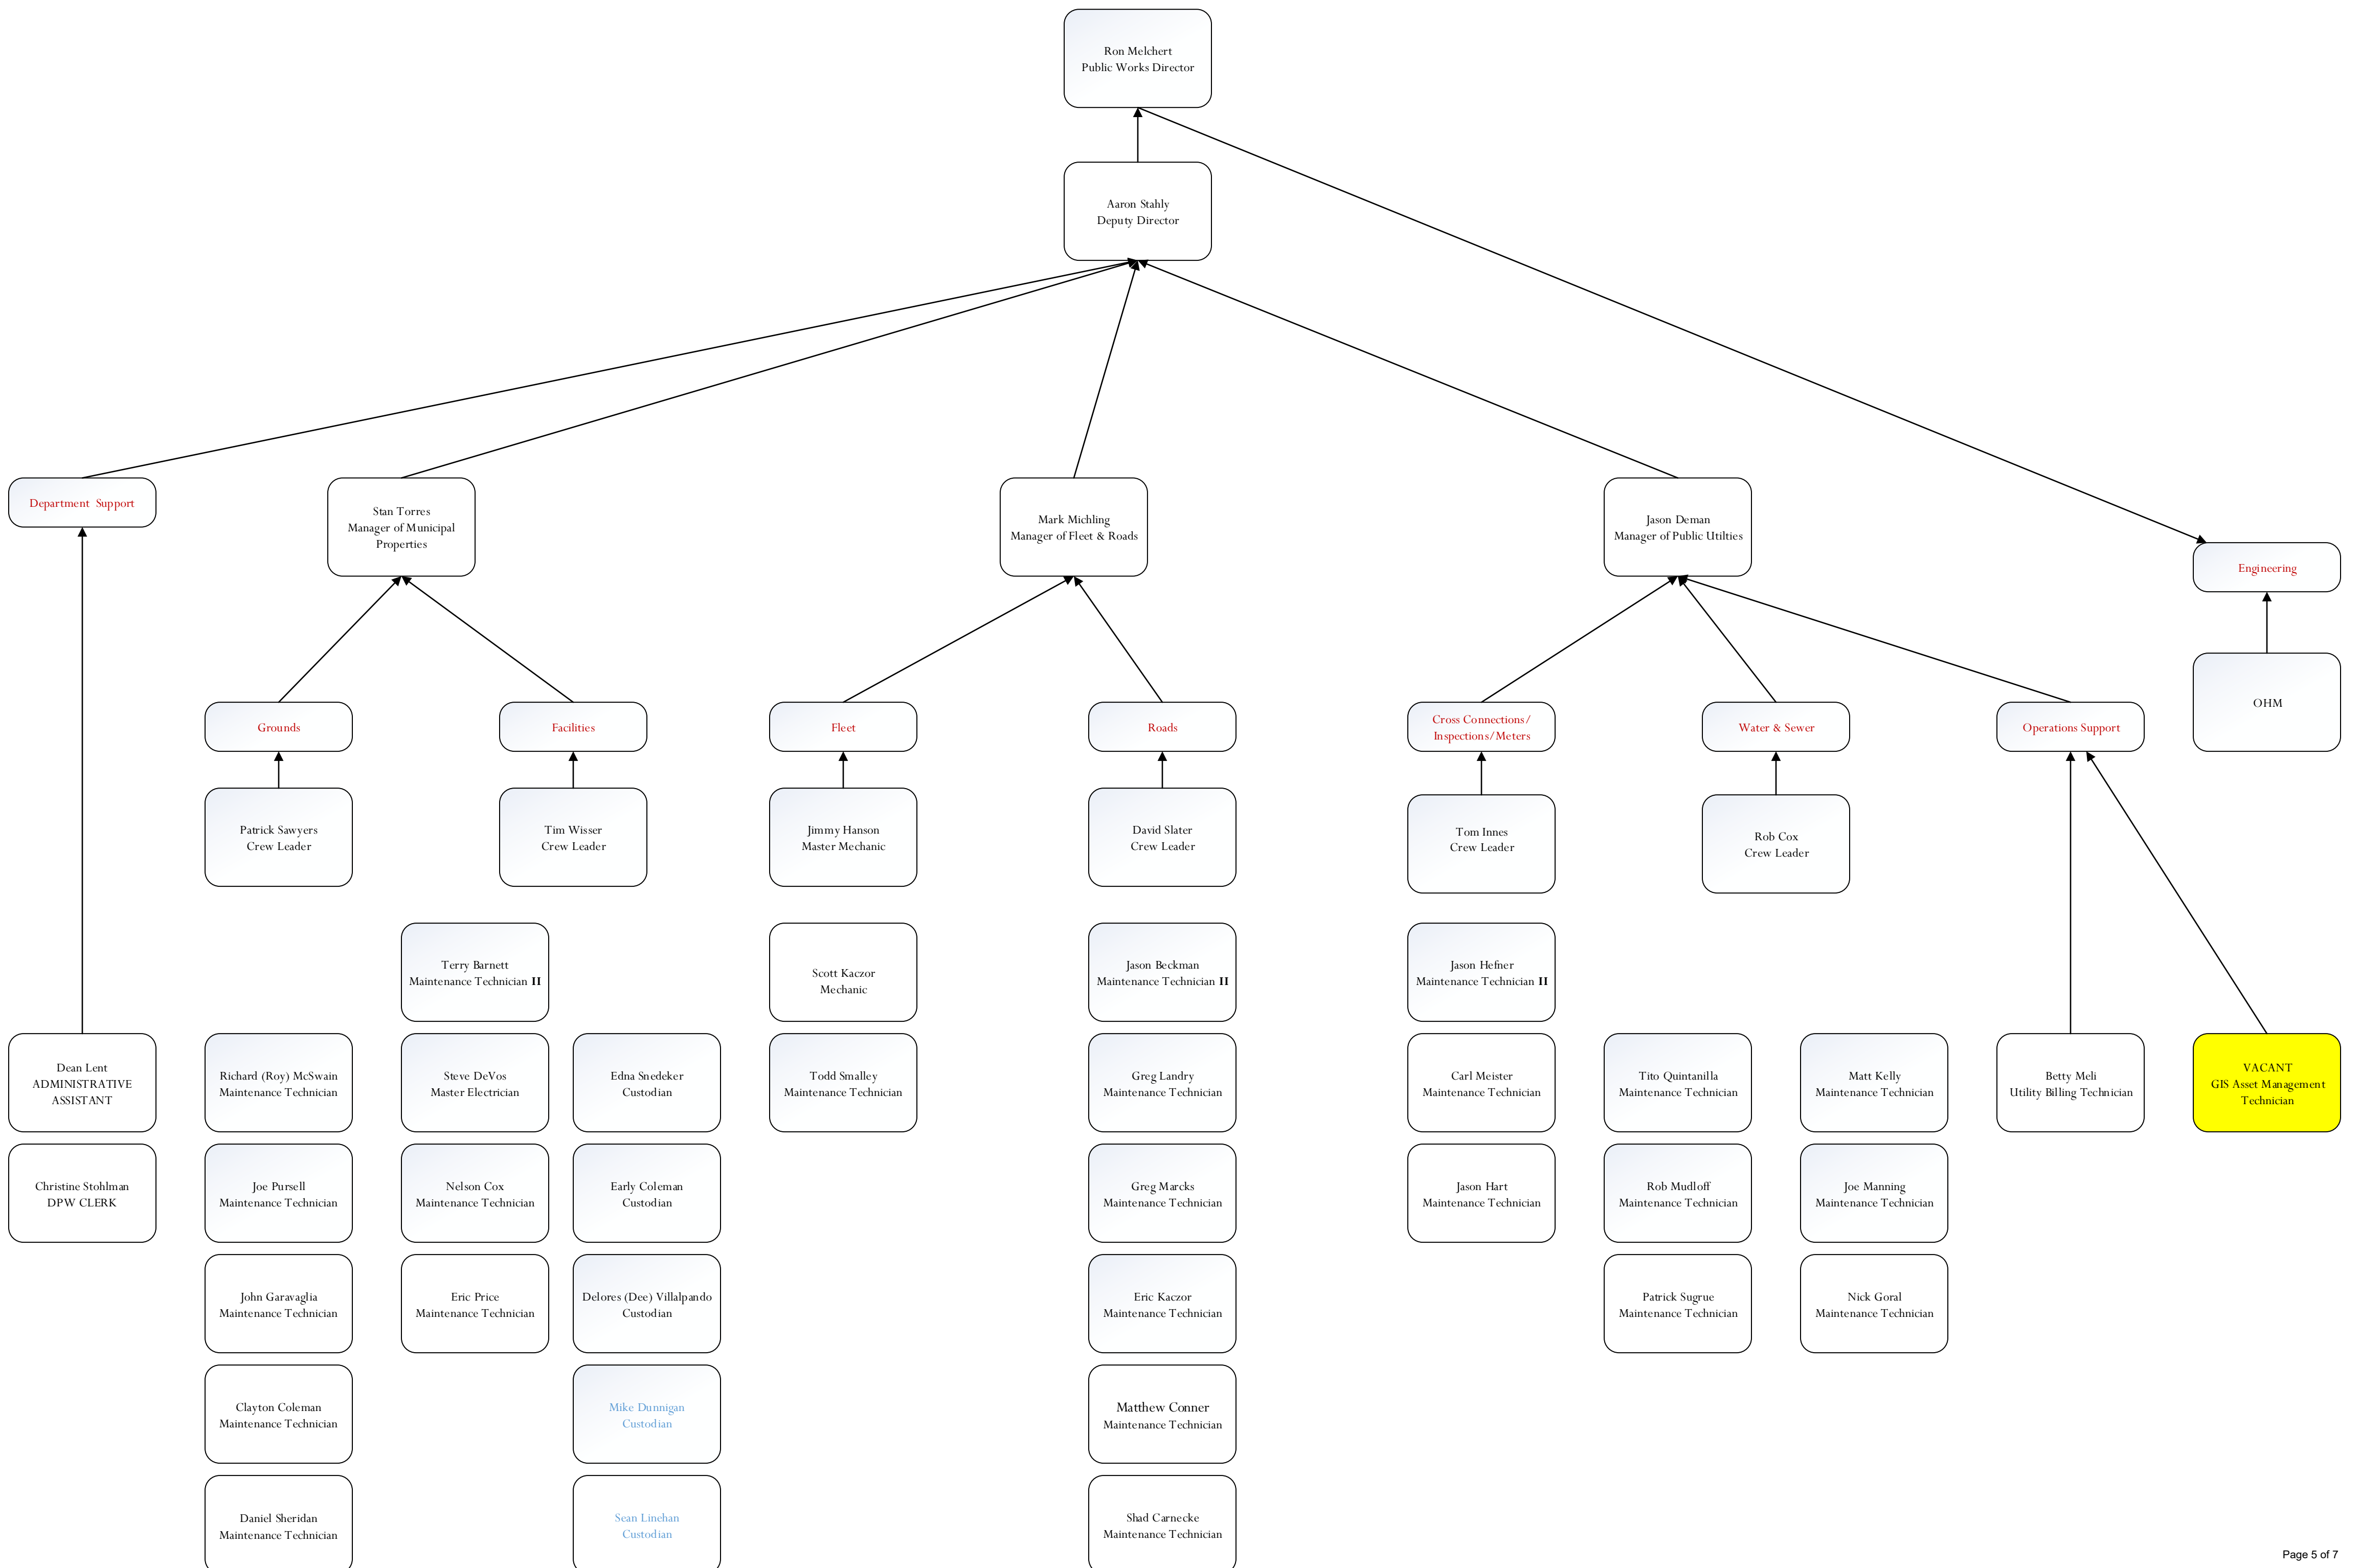 Ron Melchert
Public Works Director
Aaron Stahly
Deputy Director
Department  Support
Stan Torres
Manager of Municipal
Properties
Mark Michling
Manager of Fleet & Roads
Jason Deman
Manager of Public Utilties
Engineering
OHM
Grounds
Facilities
Fleet
Roads
Cross Connections/
Inspections/Meters
Water & Sewer
Operations Support
Patrick Sawyers
Crew Leader
Tim Wisser
Crew Leader
Jimmy Hanson
Master Mechanic
David Slater
Crew Leader
Tom Innes
Crew Leader
Rob Cox
Crew Leader
Terry Barnett
Maintenance Technician II
Scott Kaczor
Mechanic
Jason Beckman
Maintenance Technician II
Jason Hefner
Maintenance Technician II
Dean Lent
ADMINISTRATIVE
ASSISTANT
Richard (Roy) McSwain
Maintenance Technician
Steve DeVos
Master Electrician
Edna Snedeker
Custodian
Todd Smalley
Maintenance Technician
Greg Landry
Maintenance Technician
Carl Meister
Maintenance Technician
Tito Quintanilla
Maintenance Technician
Matt Kelly
Maintenance Technician
Betty Meli
Utility Billing Technician
VACANT
GIS Asset Management
Technician
Christine Stohlman
DPW CLERK
Joe Pursell
Maintenance Technician
Nelson Cox
Maintenance Technician
Early Coleman
Custodian
Greg Marcks
Maintenance Technician
Jason Hart
Maintenance Technician
Rob Mudloff
Maintenance Technician
Joe Manning
Maintenance Technician
John Garavaglia
Maintenance Technician
Eric Price
Maintenance Technician
Delores (Dee) Villalpando
Custodian
Eric Kaczor
Maintenance Technician
Patrick Sugrue
Maintenance Technician
Nick Goral
Maintenance Technician
Clayton Coleman
Maintenance Technician
Mike Dunnigan
Custodian
Matthew Conner
Maintenance Technician
Daniel Sheridan
Maintenance Technician
Sean Linehan
Custodian
Shad Carnecke
Maintenance Technician
Page 5 of 7